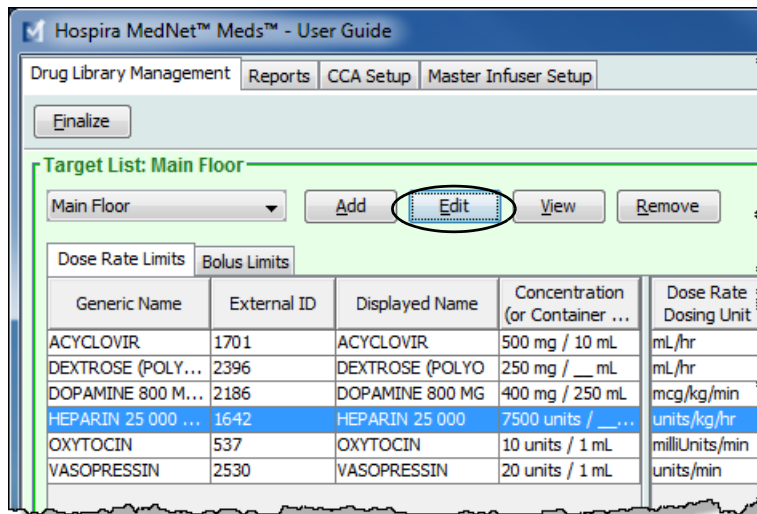 Hospira MedNet™ Meds™ - User Guide
Drug Library Management Reports CCA Setup Master Infuser Setup
Finalize
Target List: Main Floor
Main Floor Add Edit View Remove
Dose Rate Limits Bolus Limits
Generic Name External ID Displayed Name Concentration (or Container ... Dose Rate Dosing Unit
ACYCLOVIR 1701 ACYCLOVIR 500 mg / 10 mL mL/hr
DEXTROSE (POLY... 2396 DEXTROSE (POLYO 250 mg / __ mL mL/hr
DOPAMINE 800 M... 2186 DOPAMINE 800 MG 400 mg / 250 mL mcg/kg/min
HEPARIN 25 000 ... 1642 HEPARIN 25 000 7500 units / __... units/kg/hr
OXYTOCIN 537 OXYTOCIN 10 units / 1 mL milliUnits/min
VASOPRESSIN 2530 VASOPRESSIN 20 units / 1 mL units/min